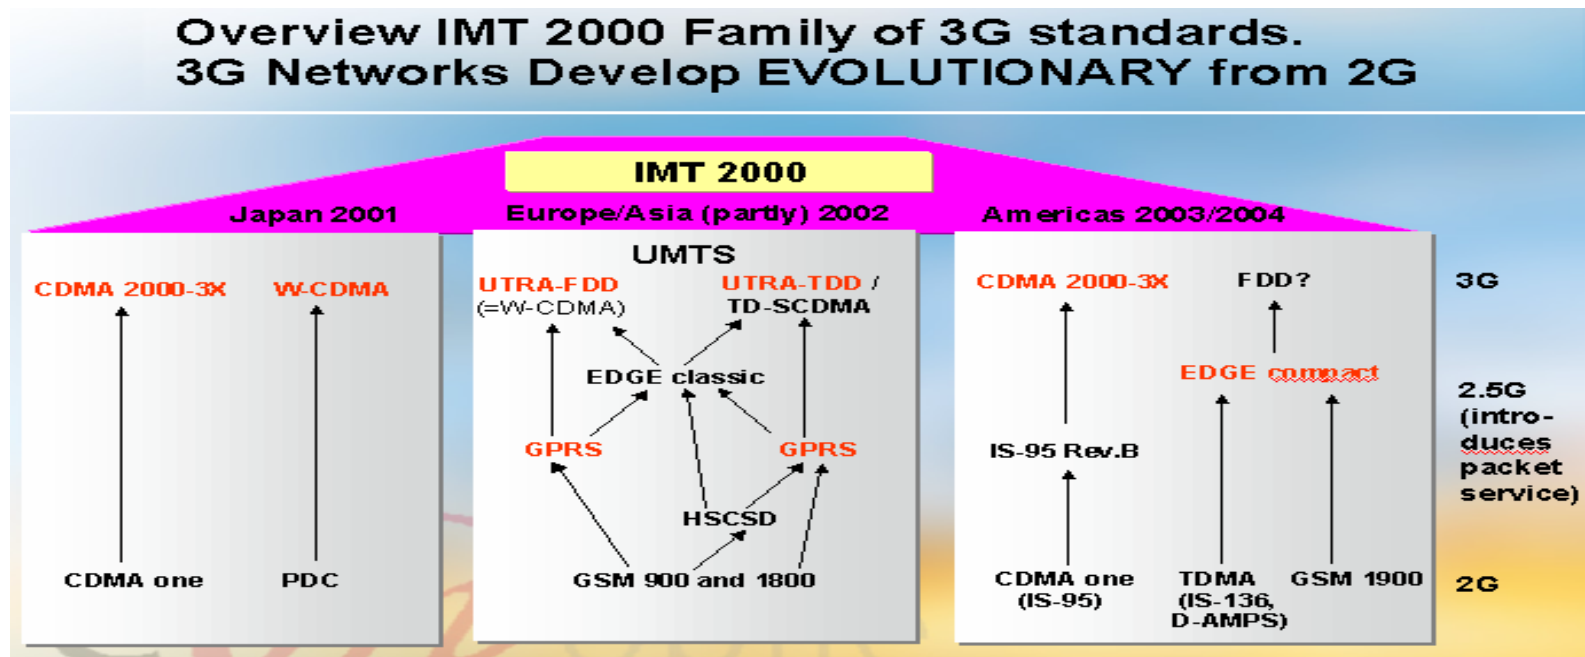 Overview IMT 2000 Family of 3G standards.
3G Networks Develop EVOLUTIONARY from 2G
IMT 2000
Japan 2001
Europe/Asia (partly) 2002
Americas 2003/2004
CDMA 2000-3X
W-CDMA
CDMA one
PDC
UMTS
UTRA-FDD
(=W-CDMA)
UTRA-TDD /
TD-SCDMA
EDGE classic
GPRS
GPRS
HSCSD
GSM 900 and 1800
CDMA 2000-3X
FDD?
EDGE compact
IS-95 Rev.B
CDMA one
(IS-95)
TDMA
(IS-136,
D-AMPS)
GSM 1900
3G
2.5G
(intro-
duces
packet
service)
2G